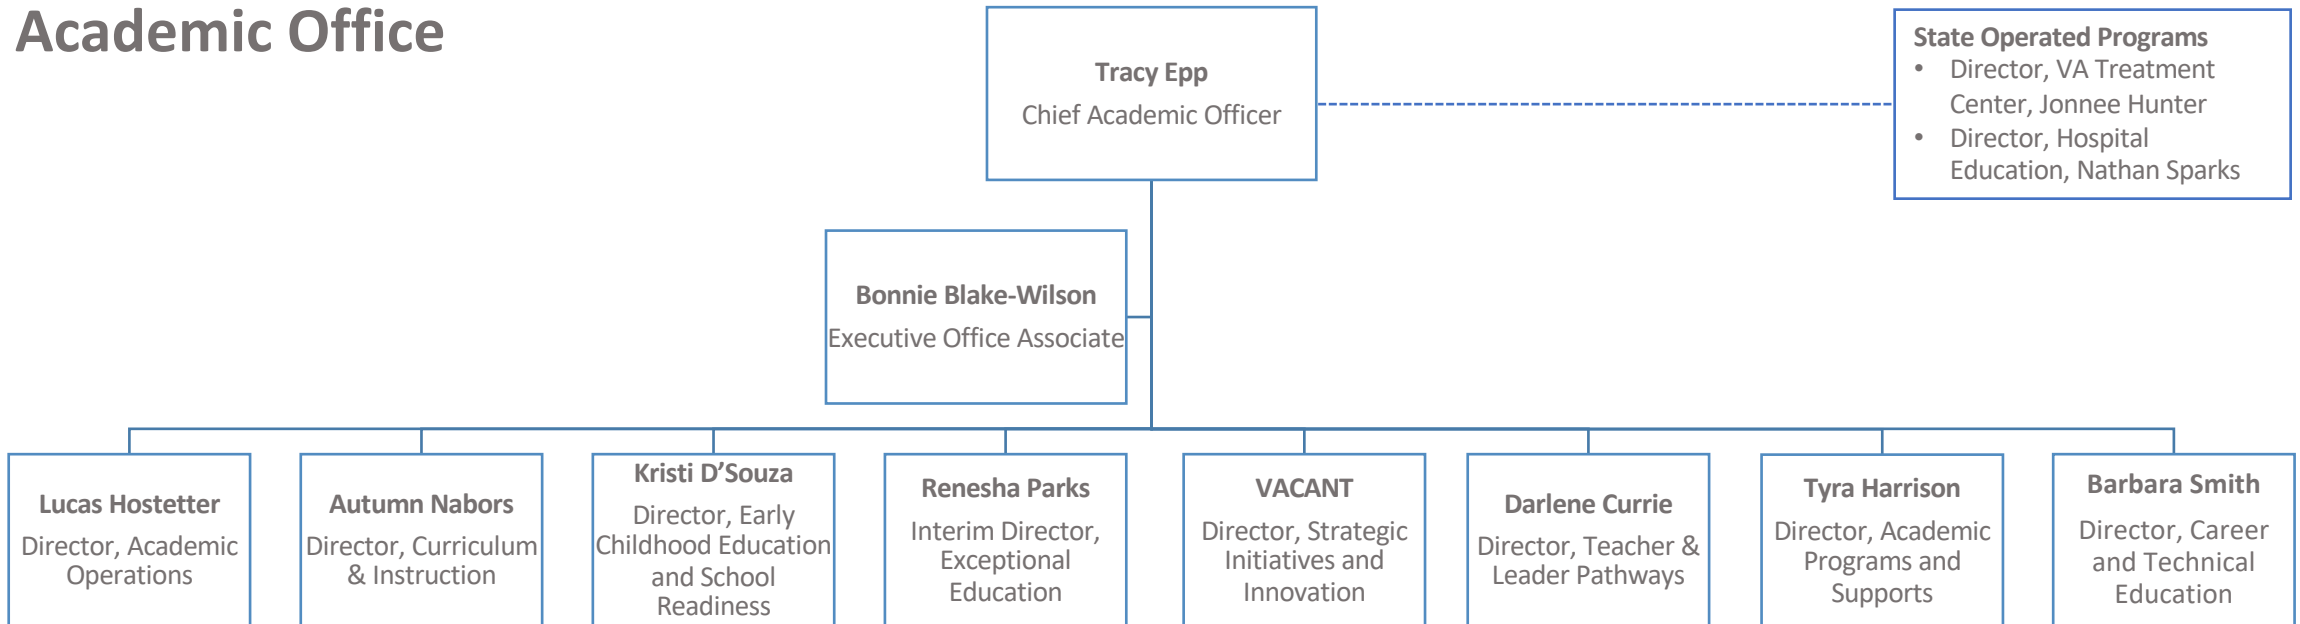 Academic Office
Tracy Epp
Chief Academic Officer
State Operated Programs
• Director, VA Treatment
Center, Jonnee Hunter
• Director, Hospital
Education, Nathan Sparks
Bonnie Blake-Wilson
Executive Office Associate
Lucas Hostetter
Director, Academic
Operations
Autumn Nabors
Director, Curriculum
& Instruction
Kristi D’Souza
Director, Early
Childhood Education
and School
Readiness
Renesha Parks
Interim Director,
Exceptional
Education
VACANT
Director, Strategic
Initiatives and
Innovation
Darlene Currie
Director, Teacher &
Leader Pathways
Tyra Harrison
Director, Academic
Programs and
Supports
Barbara Smith
Director, Career
and Technical
Education